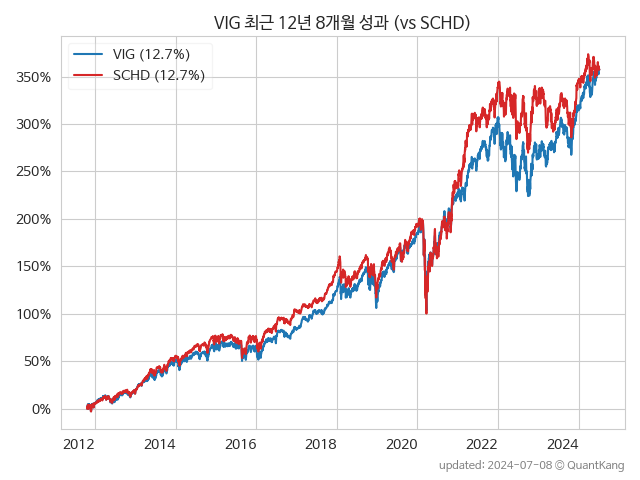 VIG 최근 12년 8개월 성과 (vs SCHD)
VIG (12.7%)
SCHD (12.7%)
350%
300%
250%
200%
150%
100%
50%
0%
2012 2014 2016 2018 2020 2022 2024
updated: 2024-07-08 © QuantKang